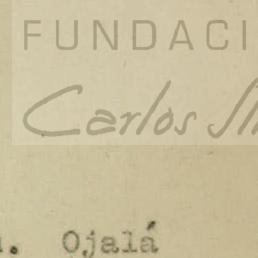 FUNDACI
Carlos Sli
. Ojalá